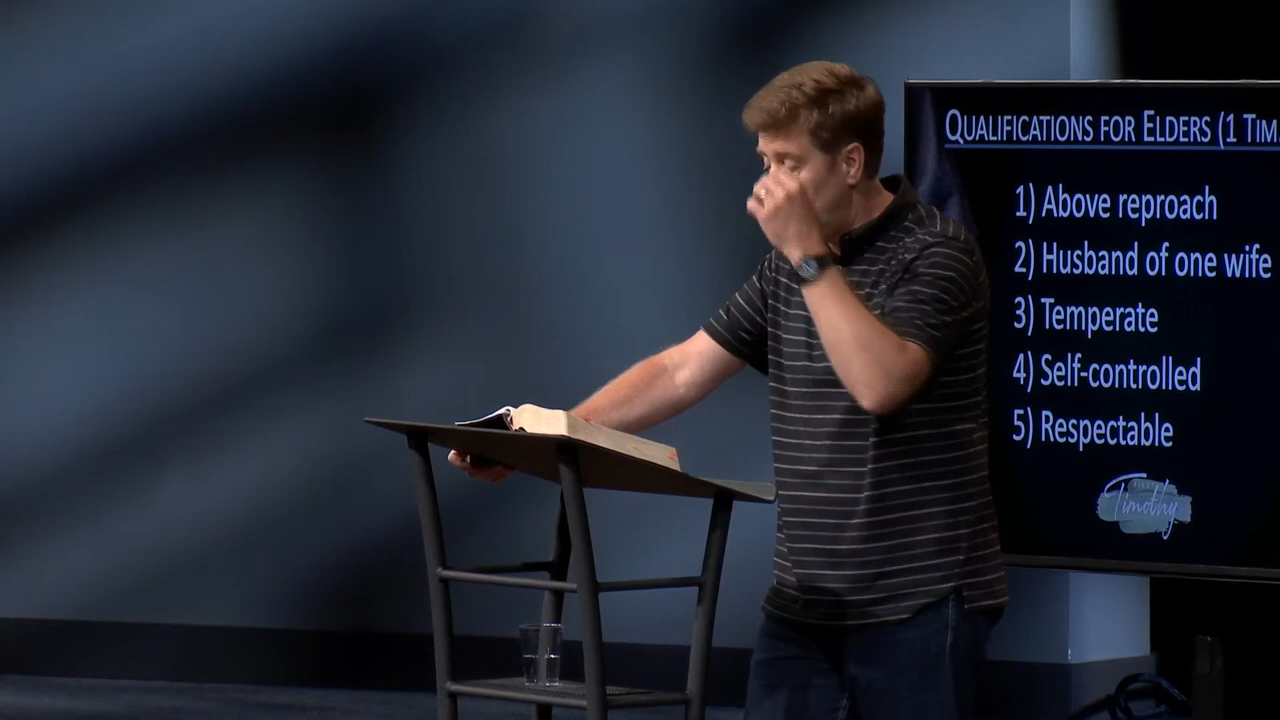 QUALIFICATIONS FOR ELDERS (1 TIM.
1) Above reproach
2) Husband of one wife
3) Temperate
4) Self-controlled
5) Respectable
Timothy